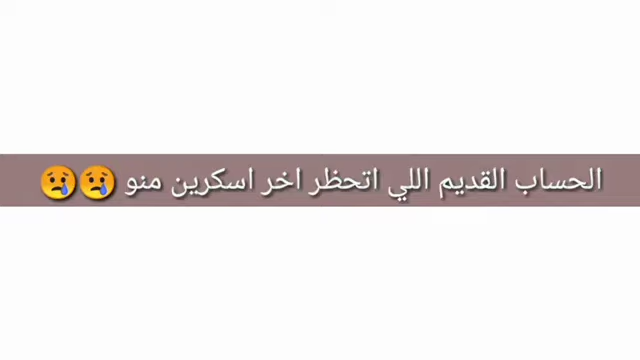 الحساب القديم اللي اتحظر اخر اسكرين منو 😢😢